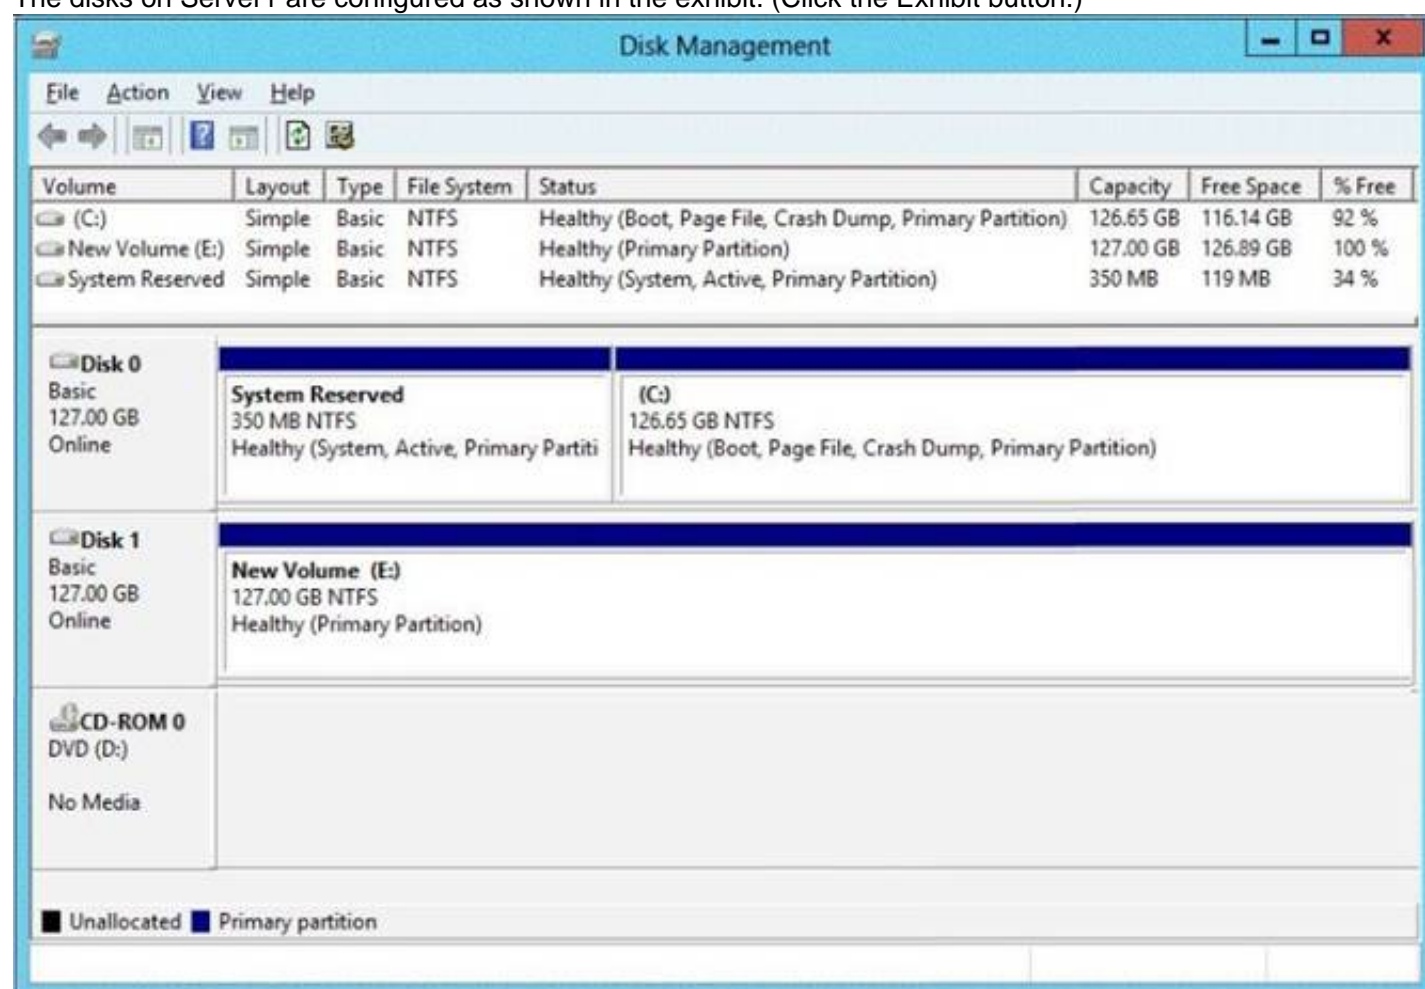 The disks on Server1 are configured as shown in the exhibit. (Click the Exhibit button.)
Disk Management
File Action View Help
Volume Layout Type File System Status Capacity Free Space % Free
(C:) Simple Basic NTFS Healthy (Boot, Page File, Crash Dump, Primary Partition) 126.65 GB 116.14 GB 92 %
New Volume (E:) Simple Basic NTFS Healthy (Primary Partition) 127.00 GB 126.89 GB 100 %
System Reserved Simple Basic NTFS Healthy (System, Active, Primary Partition) 350 MB 119 MB 34 %
Disk 0
Basic
127.00 GB
Online
System Reserved
350 MB NTFS
Healthy (System, Active, Primary Partiti
(C:)
126.65 GB NTFS
Healthy (Boot, Page File, Crash Dump, Primary Partition)
Disk 1
Basic
127.00 GB
Online
New Volume (E:)
127.00 GB NTFS
Healthy (Primary Partition)
CD-ROM 0
DVD (D:)
No Media
Unallocated Primary partition